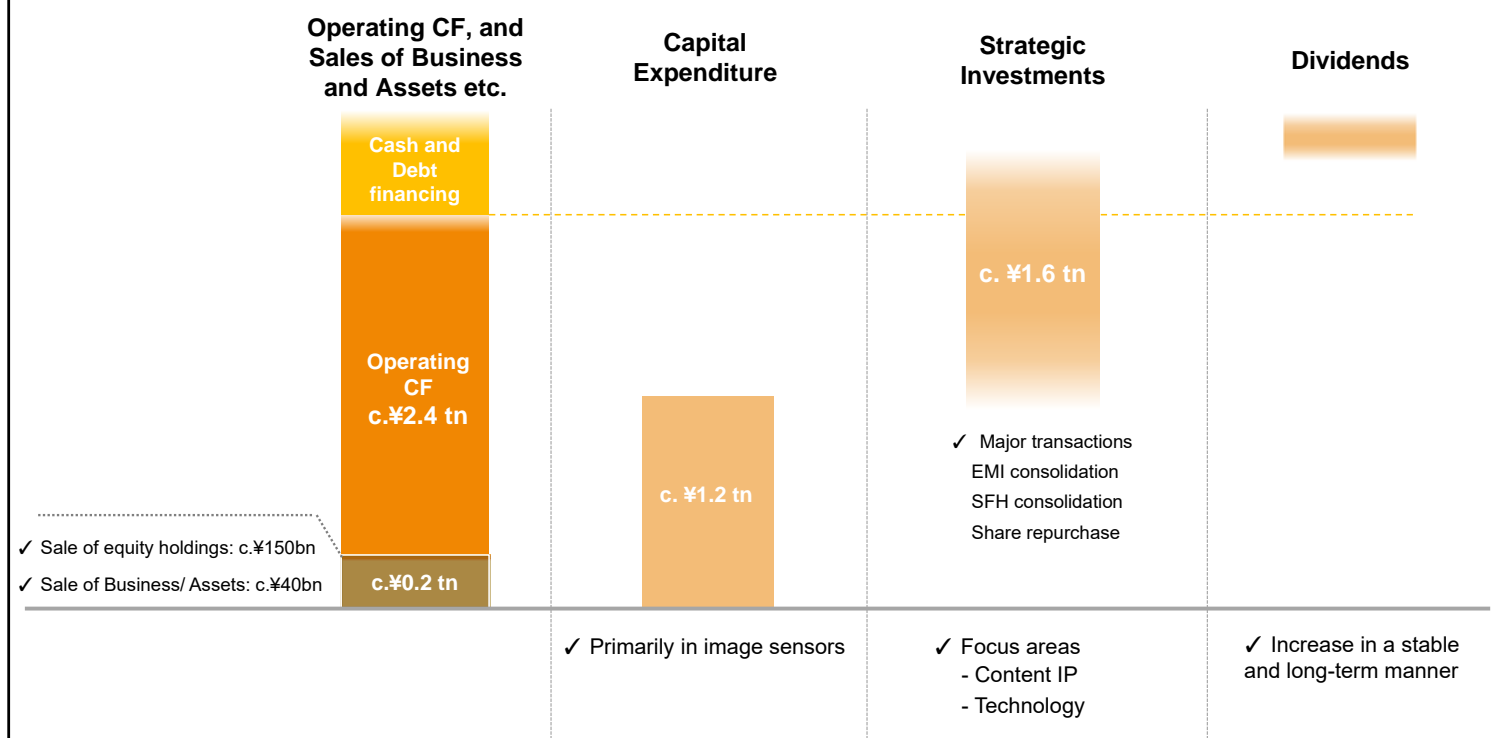 Operating CF, and
Sales of Business
and Assets etc.
Capital
Expenditure
Strategic
Investments
Dividends
Cash and
Debt
financing
Operating
CF
c.¥2.4 tn
c.¥0.2 tn
✓ Sale of equity holdings: c.¥150bn
✓ Sale of Business/ Assets: c.¥40bn
c. ¥1.2 tn
c. ¥1.6 tn
✓ Major transactions
EMI consolidation
SFH consolidation
Share repurchase
✓ Primarily in image sensors
✓ Focus areas
- Content IP
- Technology
✓ Increase in a stable
and long-term manner